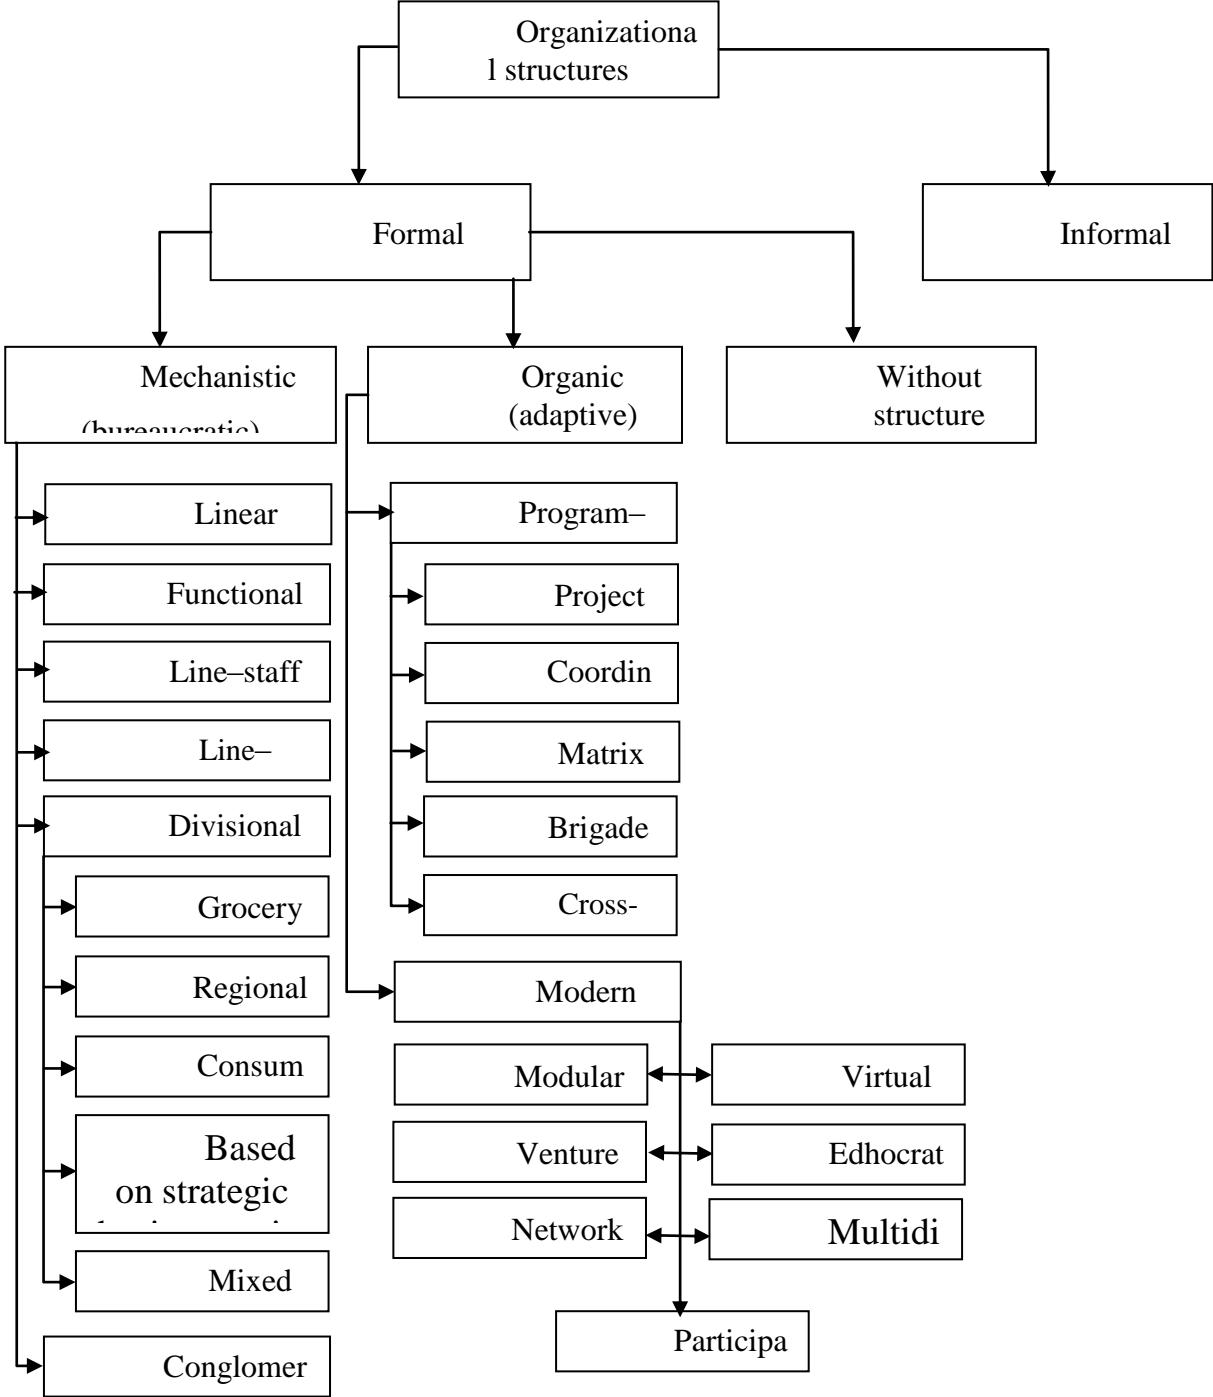 Organizationa
l structures
Formal
Informal
Mechanistic
(bureaucratic)
Organic
(adaptive)
Without
structure
Linear
Functional
Line–staff
Line–
Divisional
Grocery
Regional
Consum
Based
on strategic
Mixed
Conglomer
Program–
Project
Coordin
Matrix
Brigade
Cross-
Modern
Modular
Virtual
Venture
Edhocrat
Network
Multidi
Participa